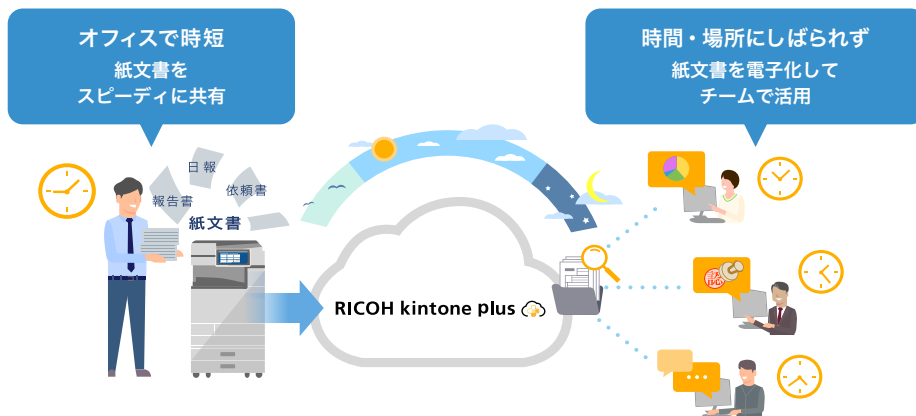 オフィスで時短
紙文書を
スピーディに共有
時間・場所にしばられず
紙文書を電子化して
チームで活用
日報
依頼書
報告書
紙文書
RICOH kintone plus
認